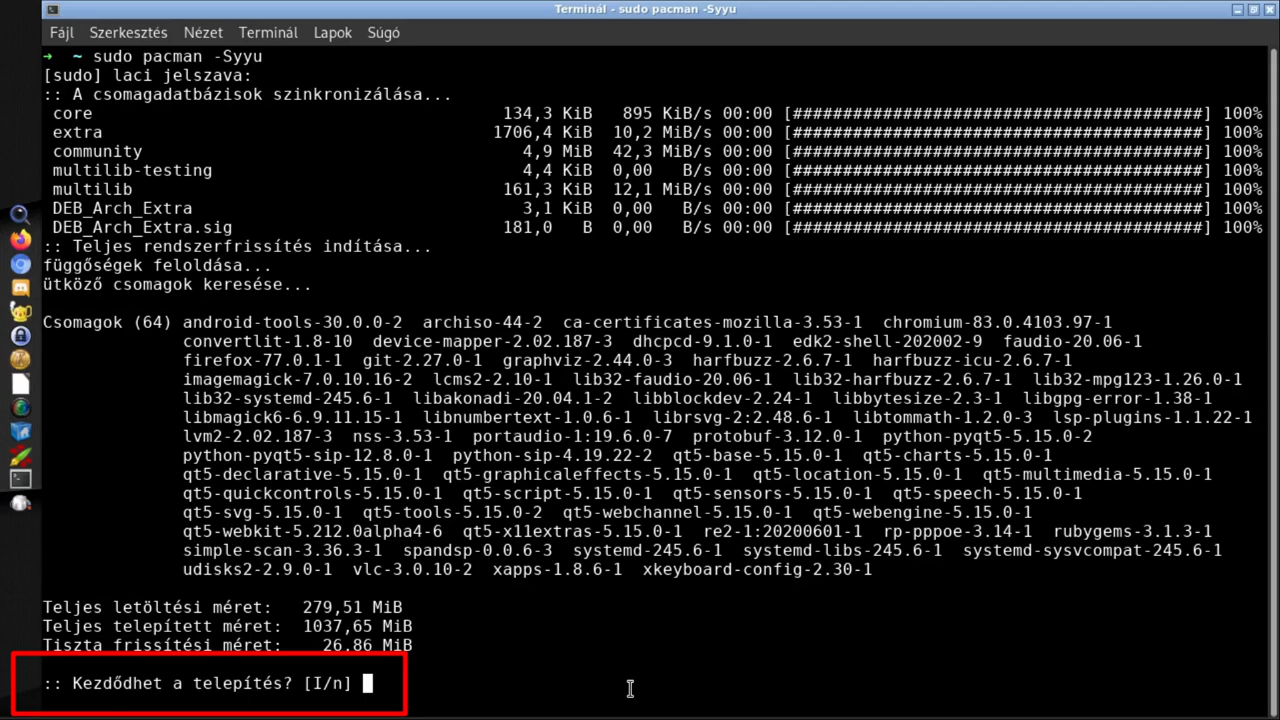 Terminál - sudo pacman -Syyu
Fájl Szerkesztés Nézet Terminál Lapok Súgó
➜ ~ sudo pacman -Syyu
[sudo] laci jelszava:
:: A csomagadatbázisok szinkronizálása...
core 134,3 KiB 895 KiB/s 00:00 [#########################################] 100%
extra 1706,4 KiB 10,2 MiB/s 00:00 [#########################################] 100%
community 4,9 MiB 42,3 MiB/s 00:00 [#########################################] 100%
multilib-testing 4,4 KiB 0,00 B/s 00:00 [#########################################] 100%
multilib 161,3 KiB 12,1 MiB/s 00:00 [#########################################] 100%
DEB_Arch_Extra 3,1 KiB 0,00 B/s 00:00 [#########################################] 100%
DEB_Arch_Extra.sig 181,0 B 0,00 B/s 00:00 [#########################################] 100%
:: Teljes rendszerfrissítés indítása...
függőségek feloldása...
ütköző csomagok keresése...
Csomagok (64) android-tools-30.0.0-2 archiso-44-2 ca-certificates-mozilla-3.53-1 chromium-83.0.4103.97-1
convertlit-1.8-10 device-mapper-2.02.187-3 dhcpcd-9.1.0-1 edk2-shell-202002-9 faudio-20.06-1
firefox-77.0.1-1 git-2.27.0-1 graphviz-2.44.0-3 harfbuzz-2.6.7-1 harfbuzz-icu-2.6.7-1
imagemagick-7.0.10.16-2 lcms2-2.10-1 lib32-faudio-20.06-1 lib32-harfbuzz-2.6.7-1 lib32-mpg123-1.26.0-1
lib32-systemd-245.6-1 libakonadi-20.04.1-2 libblockdev-2.24-1 libbytesize-2.3-1 libgpg-error-1.38-1
libmagick6-6.9.11.15-1 libnumbertext-1.0.6-1 librsvg-2:2.48.6-1 libtommath-1.2.0-3 lsp-plugins-1.1.22-1
lvm2-2.02.187-3 nss-3.53-1 portaudio-1:19.6.0-7 protobuf-3.12.0-1 python-pyqt5-5.15.0-2
python-pyqt5-sip-12.8.0-1 python-sip-4.19.22-2 qt5-base-5.15.0-1 qt5-charts-5.15.0-1
qt5-declarative-5.15.0-1 qt5-graphicaleffects-5.15.0-1 qt5-location-5.15.0-1 qt5-multimedia-5.15.0-1
qt5-quickcontrols-5.15.0-1 qt5-script-5.15.0-1 qt5-sensors-5.15.0-1 qt5-speech-5.15.0-1
qt5-svg-5.15.0-1 qt5-tools-5.15.0-2 qt5-webchannel-5.15.0-1 qt5-webengine-5.15.0-1
qt5-webkit-5.212.0alpha4-6 qt5-x11extras-5.15.0-1 re2-1:20200601-1 rp-pppoe-3.14-1 rubygems-3.1.3-1
simple-scan-3.36.3-1 spandsp-0.0.6-3 systemd-245.6-1 systemd-libs-245.6-1 systemd-sysvcompat-245.6-1
udisks2-2.9.0-1 vlc-3.0.10-2 xapps-1.8.6-1 xkeyboard-config-2.30-1
Teljes letöltési méret: 279,51 MiB
Teljes telepített méret: 1037,65 MiB
Tiszta frissítési méret: 26,86 MiB
:: Kezdődhet a telepítés? [I/n]